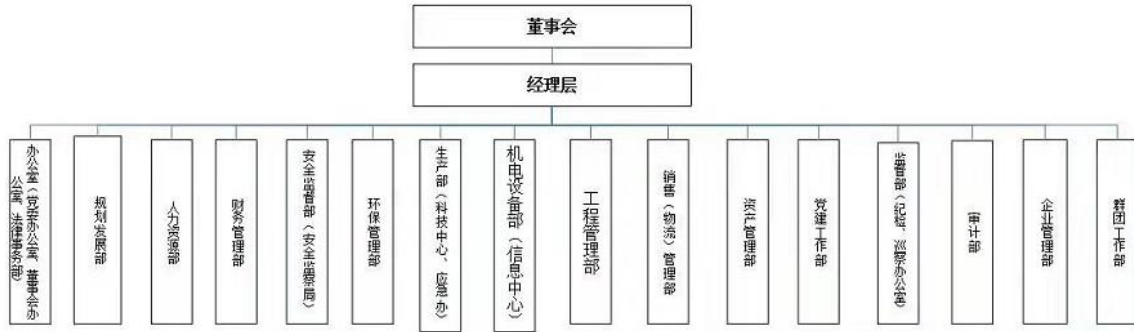 董事会
经理层
办公室（党委办公室、董事会办
公室、法律事务部）
规划发展部
人力资源部
财务管理部
安全监督部（安全监察局）
环保管理部
生产部（科技中心、应急办）
机电设备部（信息中心）
工程管理部
销售（物流）管理部
资产管理部
党建工作部
监督部（纪检、巡察办公室）
审计部
企业管理部
群团工作部